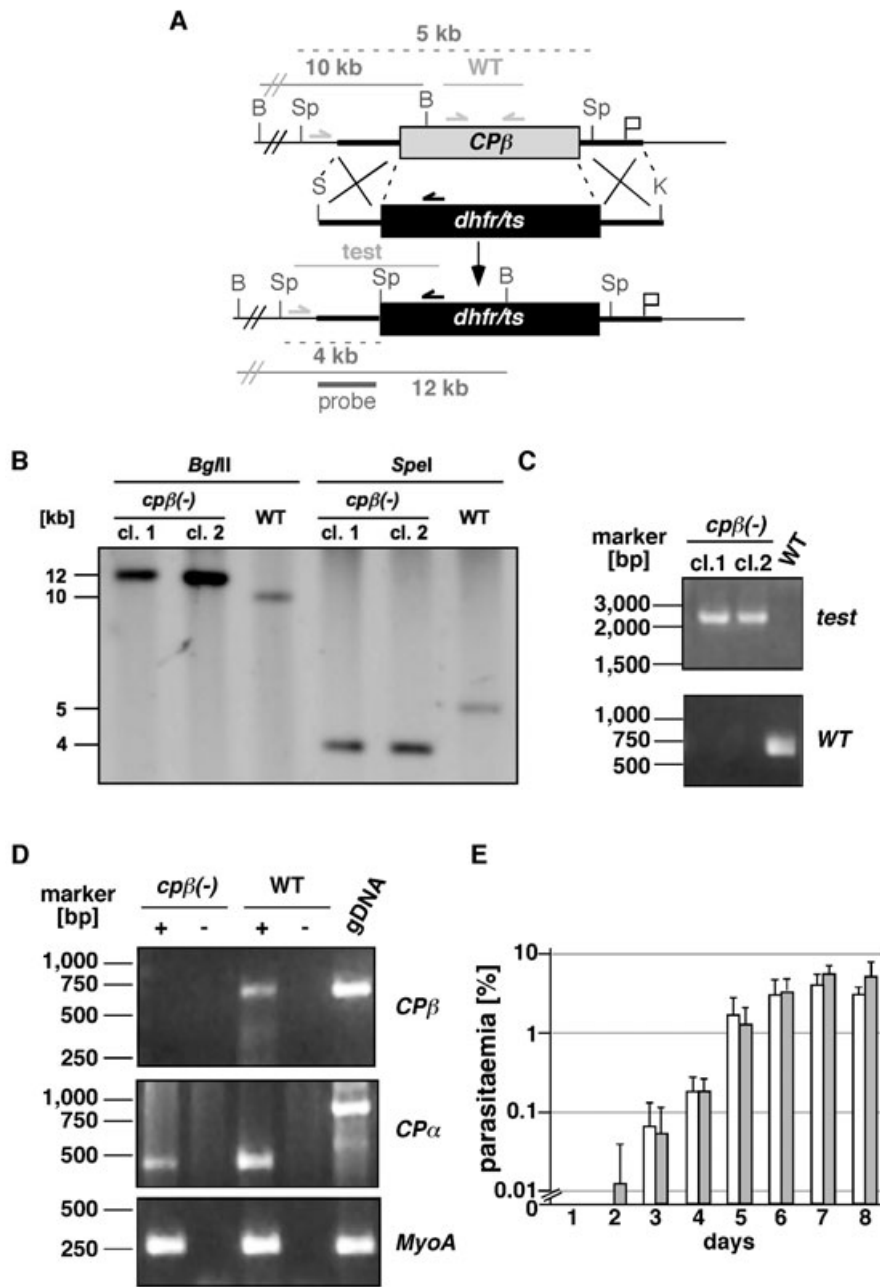 A
5 kb
10 kb WT
B Sp B Sp
CPβ
S K
dhfr/ts
test
B Sp Sp B Sp
dhfr/ts
4 kb
12 kb
probe
B
BglII SpeI
cpβ(-) WT cpβ(-) WT
[kb] cl. 1 cl. 2 cl. 1 cl. 2
12
10
5
4
C
marker cpβ(-) WT
[bp] cl.1 cl.2
3,000
2,000 test
1,500
1,000
750 WT
500
D
marker cpβ(-) WT gDNA
[bp] + - + -
1,000
750
500 CPβ
250
1,000
750 CPα
500
500
250 MyoA
E
parasitaemia [%]
10
1
0.1
0.01
0
1 2 3 4 5 6 7 8
days